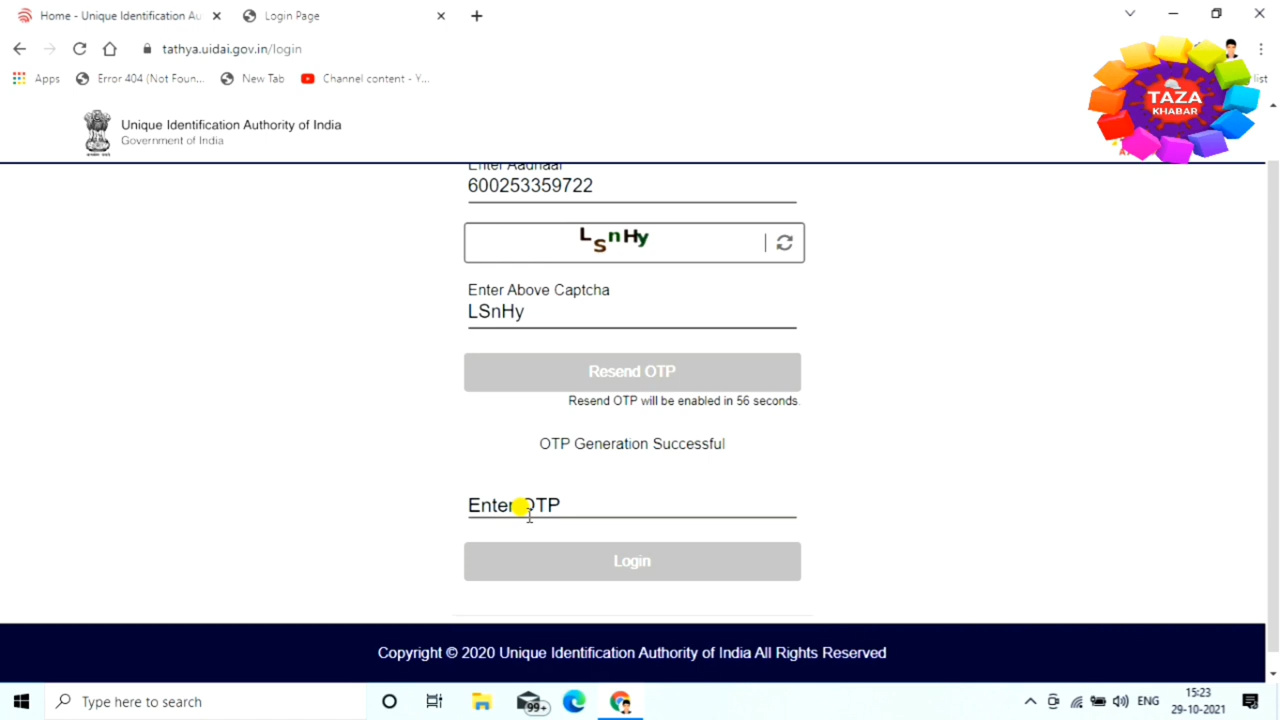 Home - Unique Identification Au
Login Page
tathya.uidai.gov.in/login
Apps
Error 404 (Not Foun...
New Tab
Channel content - Y...
list
TAZA
KHABAR
Unique Identification Authority of India
Government of India
Enter Aadhaar
600253359722
LSnHy
Enter Above Captcha
LSnHy
Resend OTP
Resend OTP will be enabled in 56 seconds.
OTP Generation Successful
Enter OTP
Login
Copyright © 2020 Unique Identification Authority of India All Rights Reserved
Type here to search
99+
ENG
15:23
29-10-2021